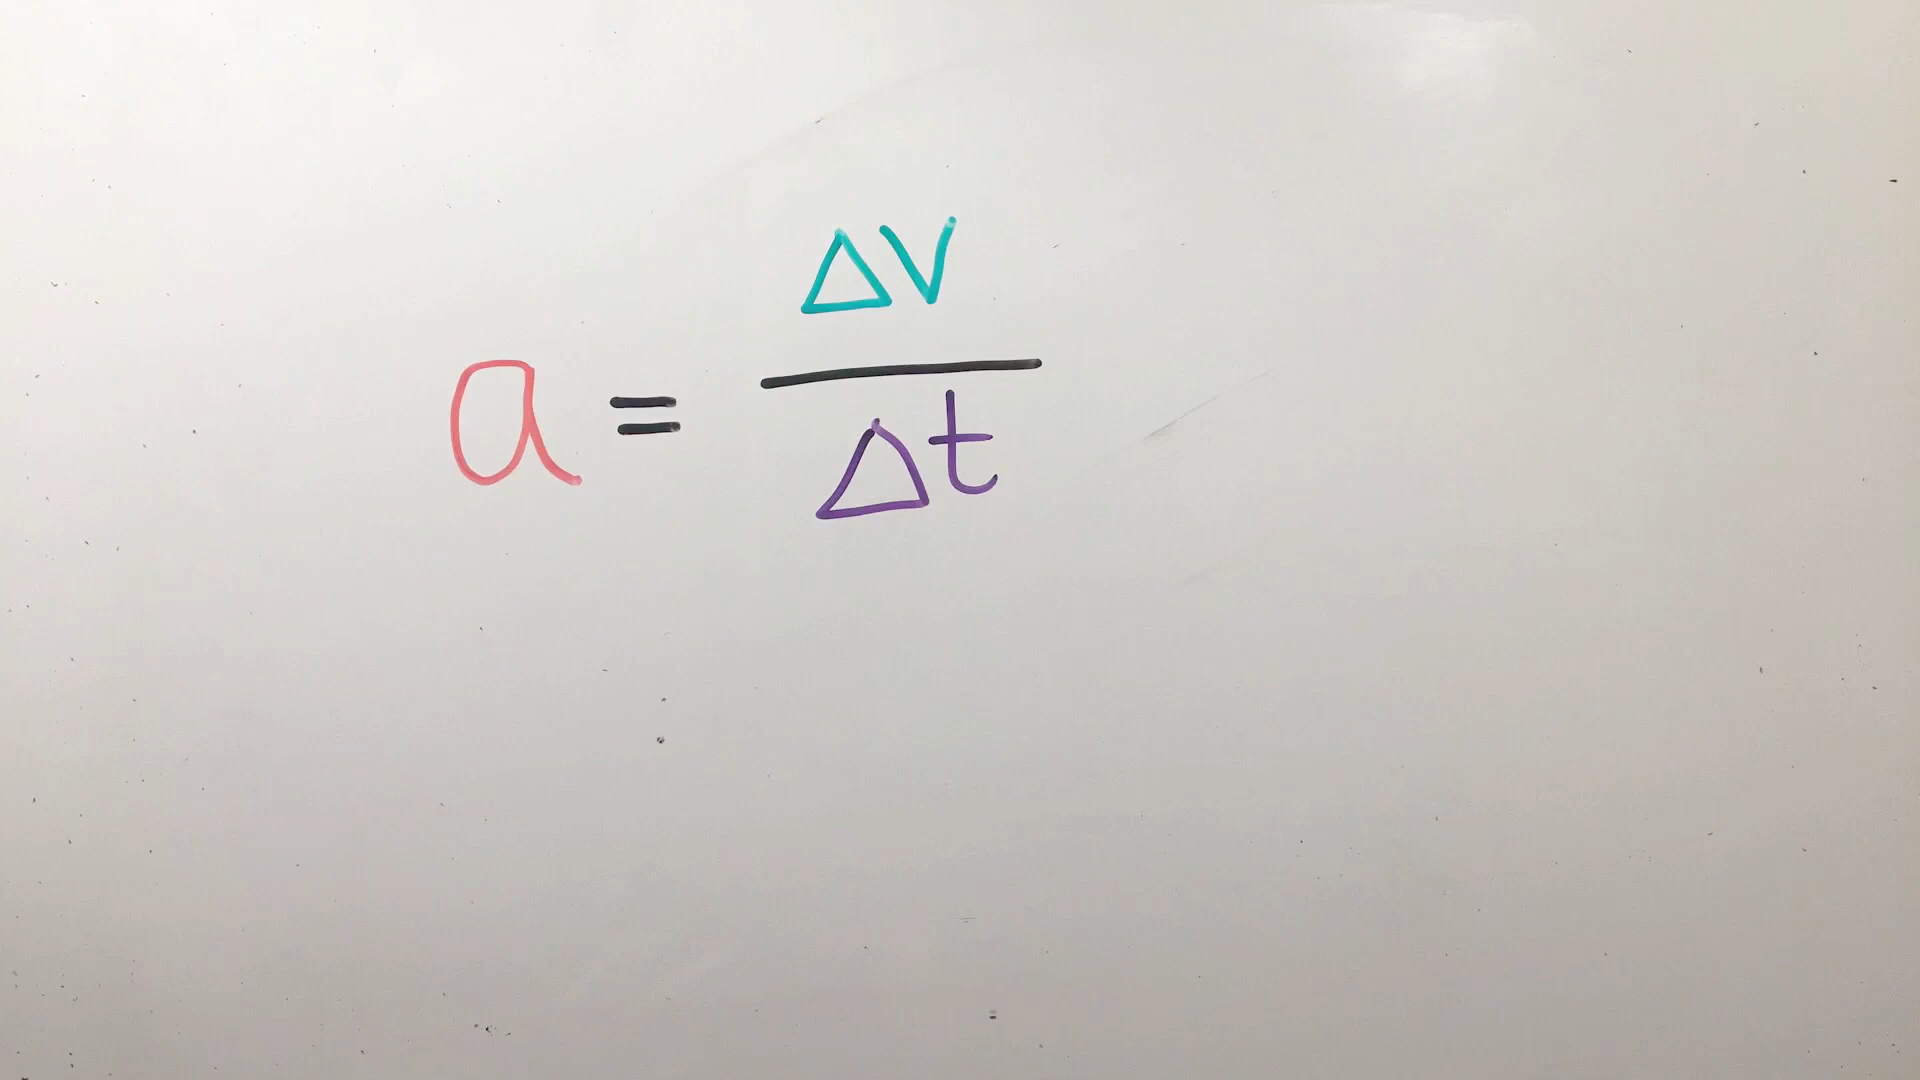 a = Δv / Δt